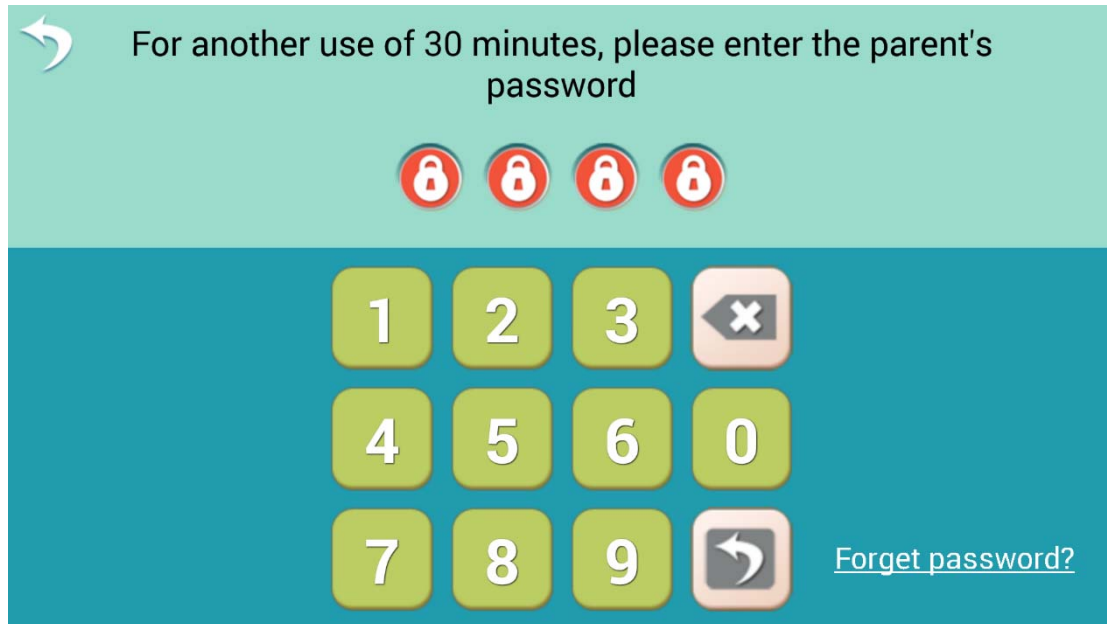 For another use of 30 minutes, please enter the parent's
password
1 2 3
4 5 6 0
7 8 9
Forget password?